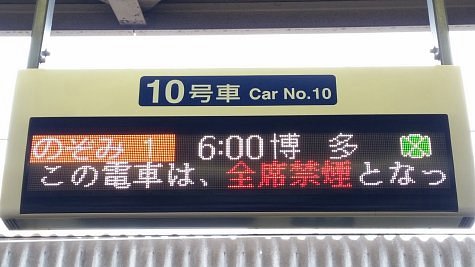 10号車 Car No.10
のぞみ 1 6:00 博 多
この電車は、全席禁煙となっ